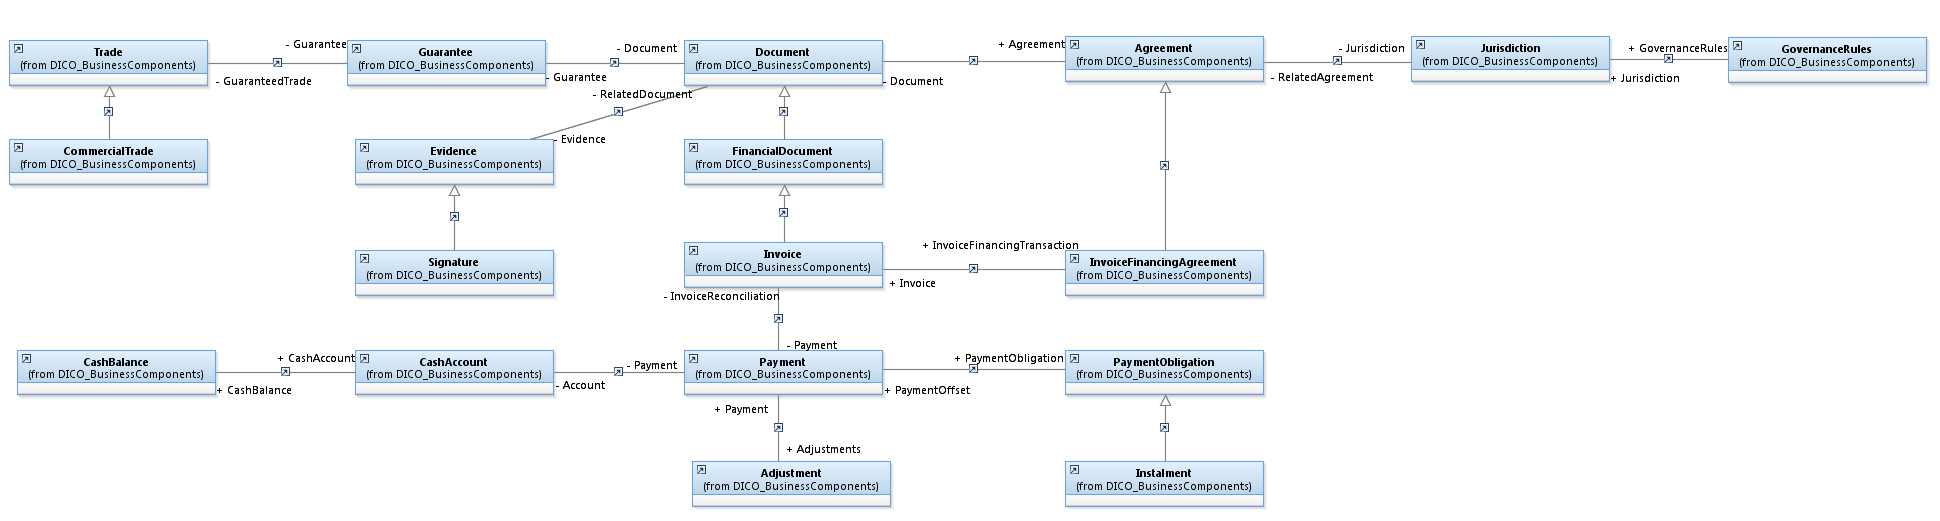 Trade
(from DICO_BusinessComponents)
- Guarantee
- GuaranteedTrade
Guarantee
(from DICO_BusinessComponents)
- Document
- Guarantee
Document
(from DICO_BusinessComponents)
+ Agreement
- Document
Agreement
(from DICO_BusinessComponents)
- Jurisdiction
- RelatedAgreement
Jurisdiction
(from DICO_BusinessComponents)
+ GovernanceRules
+ Jurisdiction
GovernanceRules
(from DICO_BusinessComponents)
- RelatedDocument
- Evidence
CommercialTrade
(from DICO_BusinessComponents)
Evidence
(from DICO_BusinessComponents)
FinancialDocument
(from DICO_BusinessComponents)
Signature
(from DICO_BusinessComponents)
Invoice
(from DICO_BusinessComponents)
+ InvoiceFinancingTransaction
+ Invoice
InvoiceFinancingAgreement
(from DICO_BusinessComponents)
- InvoiceReconciliation
- Payment
CashBalance
(from DICO_BusinessComponents)
+ CashAccount
+ CashBalance
CashAccount
(from DICO_BusinessComponents)
- Payment
- Account
Payment
(from DICO_BusinessComponents)
+ PaymentObligation
+ PaymentOffset
PaymentObligation
(from DICO_BusinessComponents)
+ Payment
+ Adjustments
Adjustment
(from DICO_BusinessComponents)
Instalment
(from DICO_BusinessComponents)